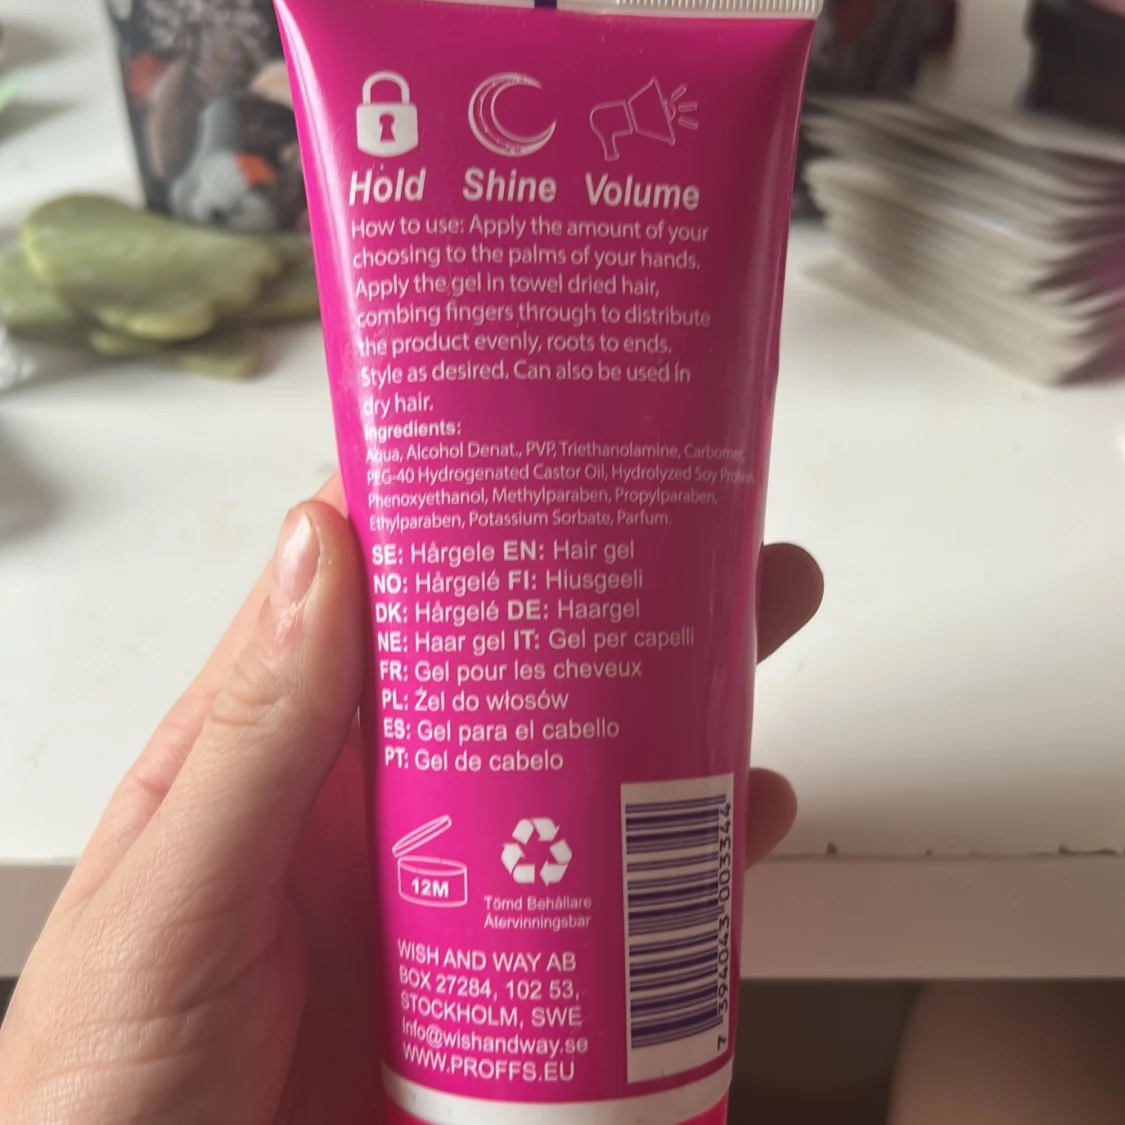 Hold Shine Volume
How to use: Apply the amount of your
choosing to the palms of your hands.
Apply the gel in towel dried hair,
combing fingers through to distribute
the product evenly, roots to ends.
Style as desired. Can also be used in
dry hair.
Ingredients:
Aqua, Alcohol Denat., PVP, Triethanolamine, Carbomer,
PEG-40 Hydrogenated Castor Oil, Hydrolyzed Soy Protein,
Phenoxyethanol, Methylparaben, Propylparaben,
Ethylparaben, Potassium Sorbate, Parfum.
SE: Hårgele EN: Hair gel
NO: Hårgelé FI: Hiusgeeli
DK: Hårgelé DE: Haargel
NE: Haar gel IT: Gel per capelli
FR: Gel pour les cheveux
PL: Żel do włosów
ES: Gel para el cabello
PT: Gel de cabelo
12M
Tömd Behållare
Återvinningsbar
WISH AND WAY AB
BOX 27284, 102 53,
STOCKHOLM, SWE
info@wishandway.se
WWW.PROFFS.EU
7 394043 003344